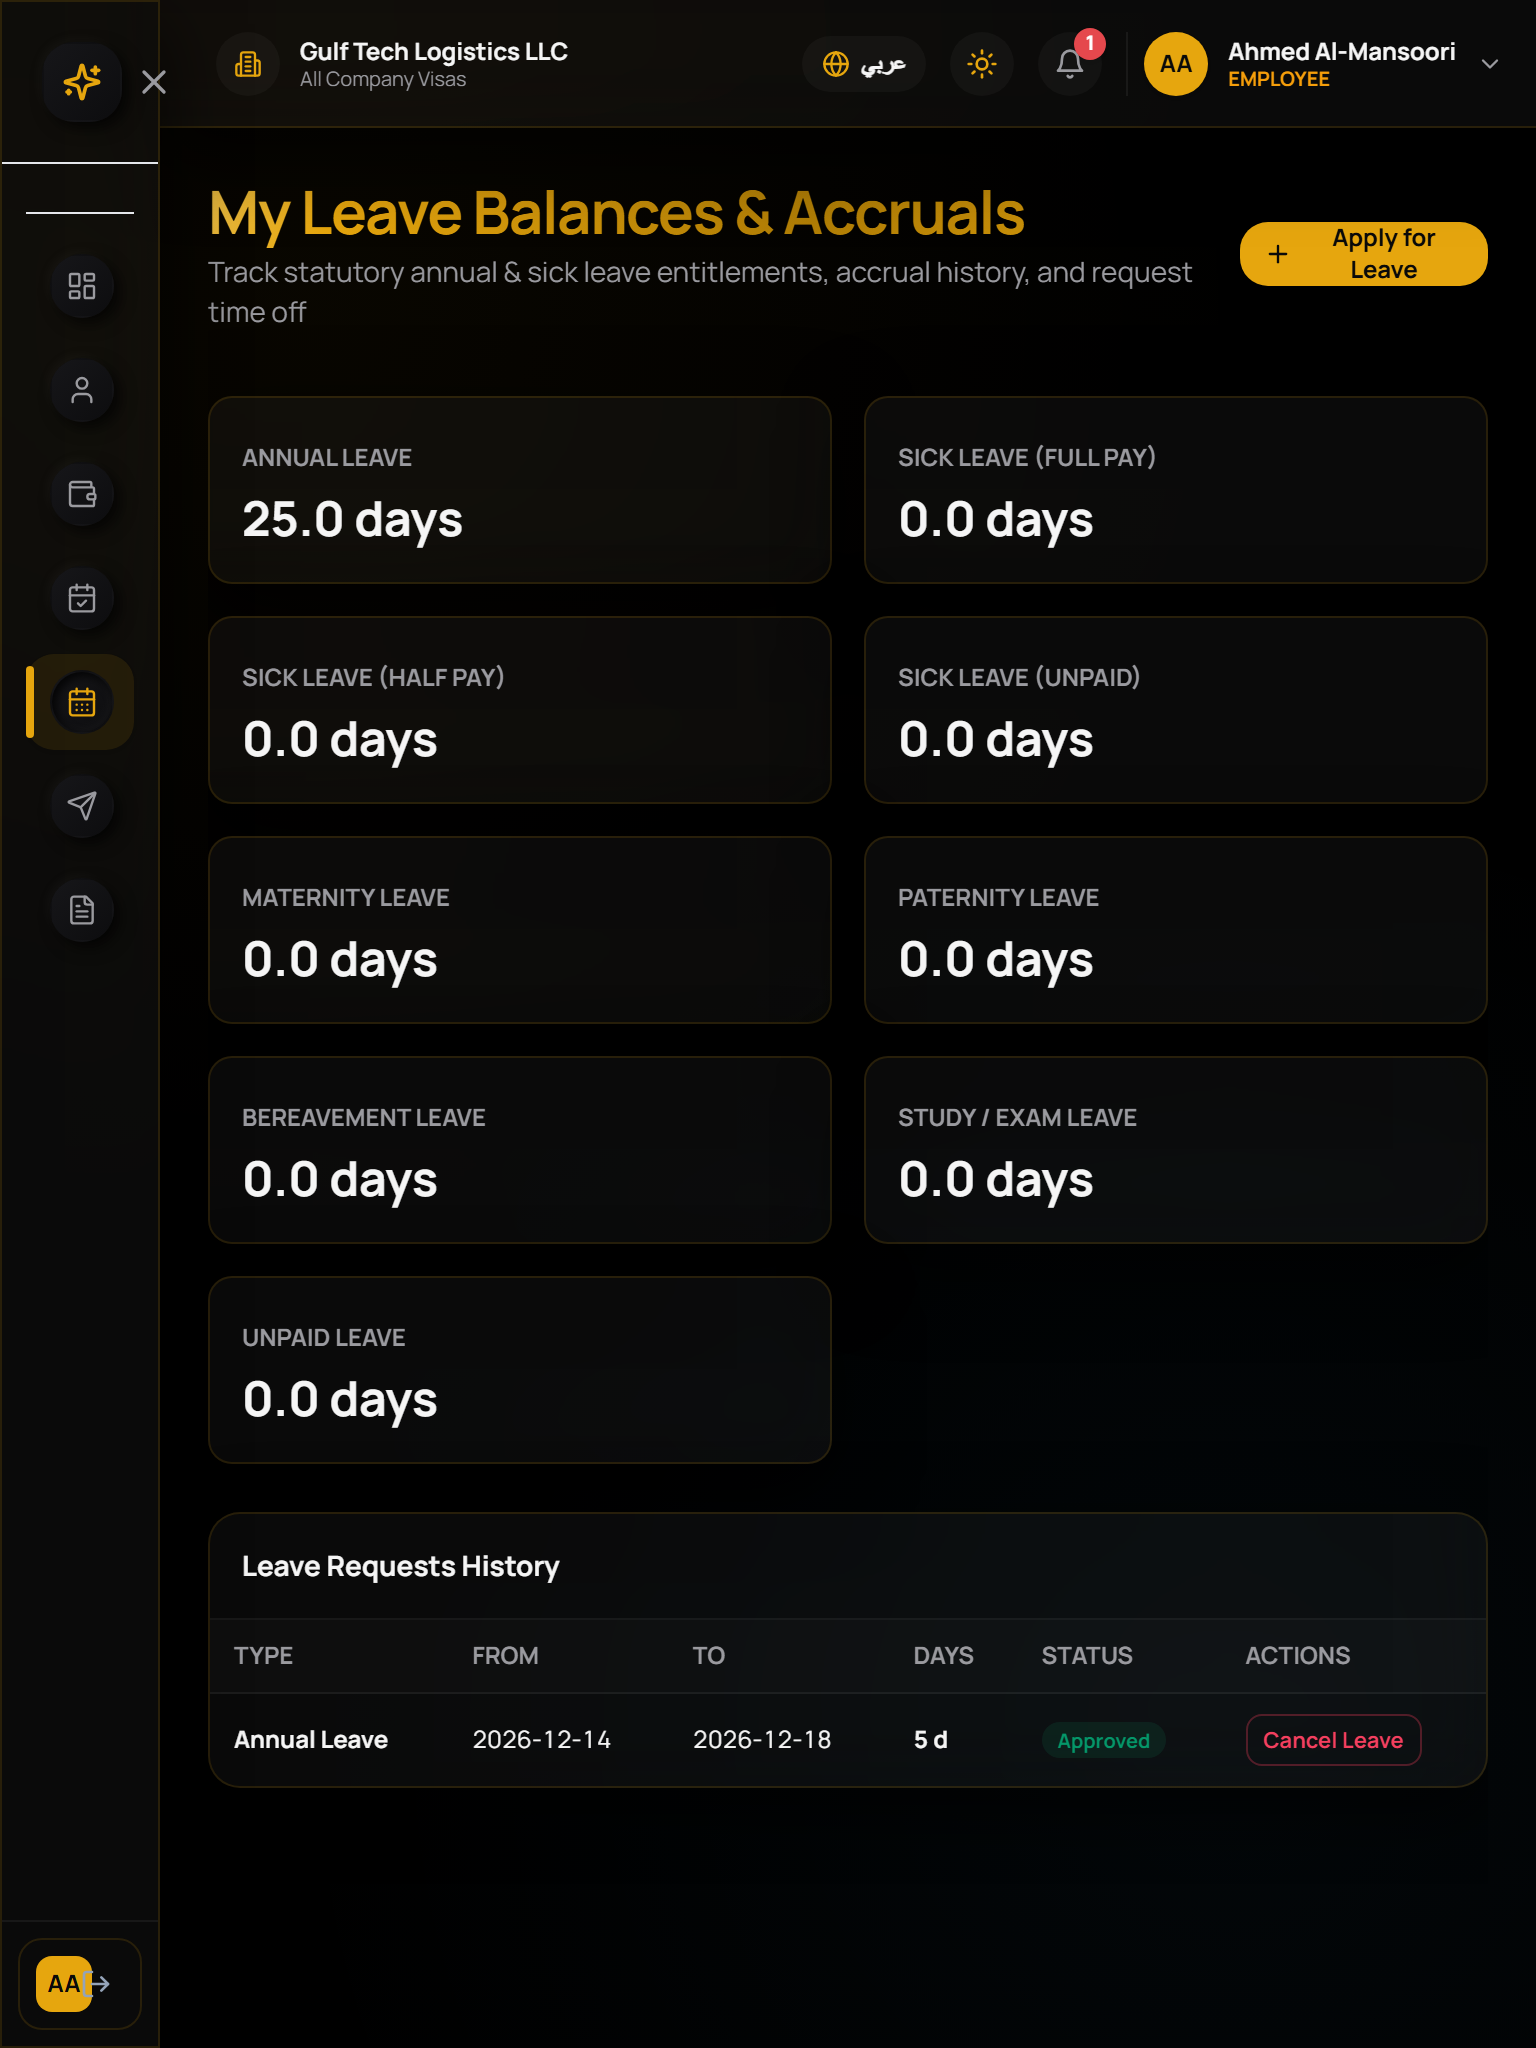 Gulf Tech Logistics LLC
All Company Visas
عربي
1
AA
Ahmed Al-Mansoori
EMPLOYEE
My Leave Balances & Accruals
Track statutory annual & sick leave entitlements, accrual history, and request
time off
Apply for
Leave
ANNUAL LEAVE
25.0 days
SICK LEAVE (FULL PAY)
0.0 days
SICK LEAVE (HALF PAY)
0.0 days
SICK LEAVE (UNPAID)
0.0 days
MATERNITY LEAVE
0.0 days
PATERNITY LEAVE
0.0 days
BEREAVEMENT LEAVE
0.0 days
STUDY / EXAM LEAVE
0.0 days
UNPAID LEAVE
0.0 days
Leave Requests History
TYPE FROM TO DAYS STATUS ACTIONS
Annual Leave 2026-12-14 2026-12-18 5 d Approved Cancel Leave
AA